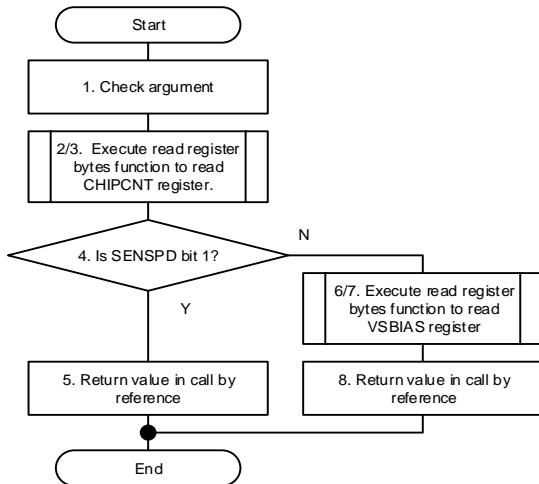 Start
1. Check argument
2/3. Execute read register
bytes function to read
CHIPCNT register.
4. Is SENSPD bit 1?
N
Y
6/7. Execute read register
bytes function to read
VSBIAS register
5. Return value in call by
reference
8. Return value in call by
reference
End